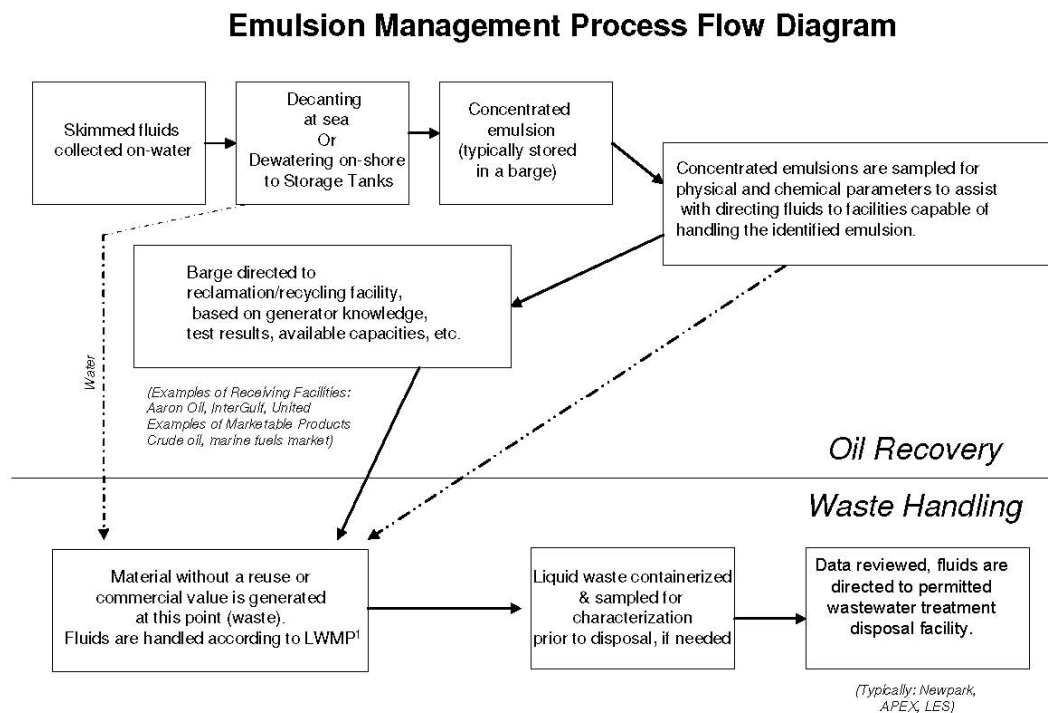 Emulsion Management Process Flow Diagram
Skimmed fluids
collected on-water
Decanting
at sea
Or
Dewatering on-shore
to Storage Tanks
Concentrated
emulsion
(typically stored
in a barge)
Concentrated emulsions are sampled for
physical and chemical parameters to assist
with directing fluids to facilities capable of
handling the identified emulsion.
Barge directed to
reclamation/recycling facility,
based on generator knowledge,
test results, available capacities, etc.
Water
(Examples of Receiving Facilities:
Aaron Oil, InterGulf, United
Examples of Marketable Products
Crude oil, marine fuels market)
Oil Recovery
Waste Handling
Material without a reuse or
commercial value is generated
at this point (waste).
Fluids are handled according to LWMP¹
Liquid waste containerized
& sampled for
characterization
prior to disposal, if needed
Data reviewed, fluids are
directed to permitted
wastewater treatment
disposal facility.
(Typically: Newpark,
APEX, LES)